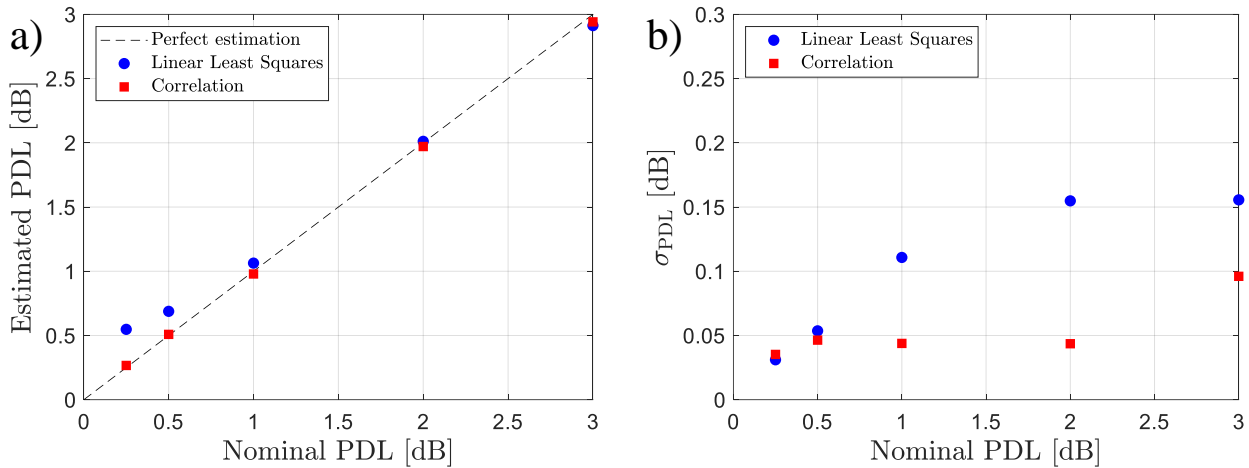 a)
Estimated PDL [dB]
3
2.5
2
1.5
1
0.5
0
Perfect estimation
Linear Least Squares
Correlation
0 0.5 1 1.5 2 2.5 3
Nominal PDL [dB]
b)
σPDL [dB]
0.3
0.25
0.2
0.15
0.1
0.05
0
Linear Least Squares
Correlation
0 0.5 1 1.5 2 2.5 3
Nominal PDL [dB]